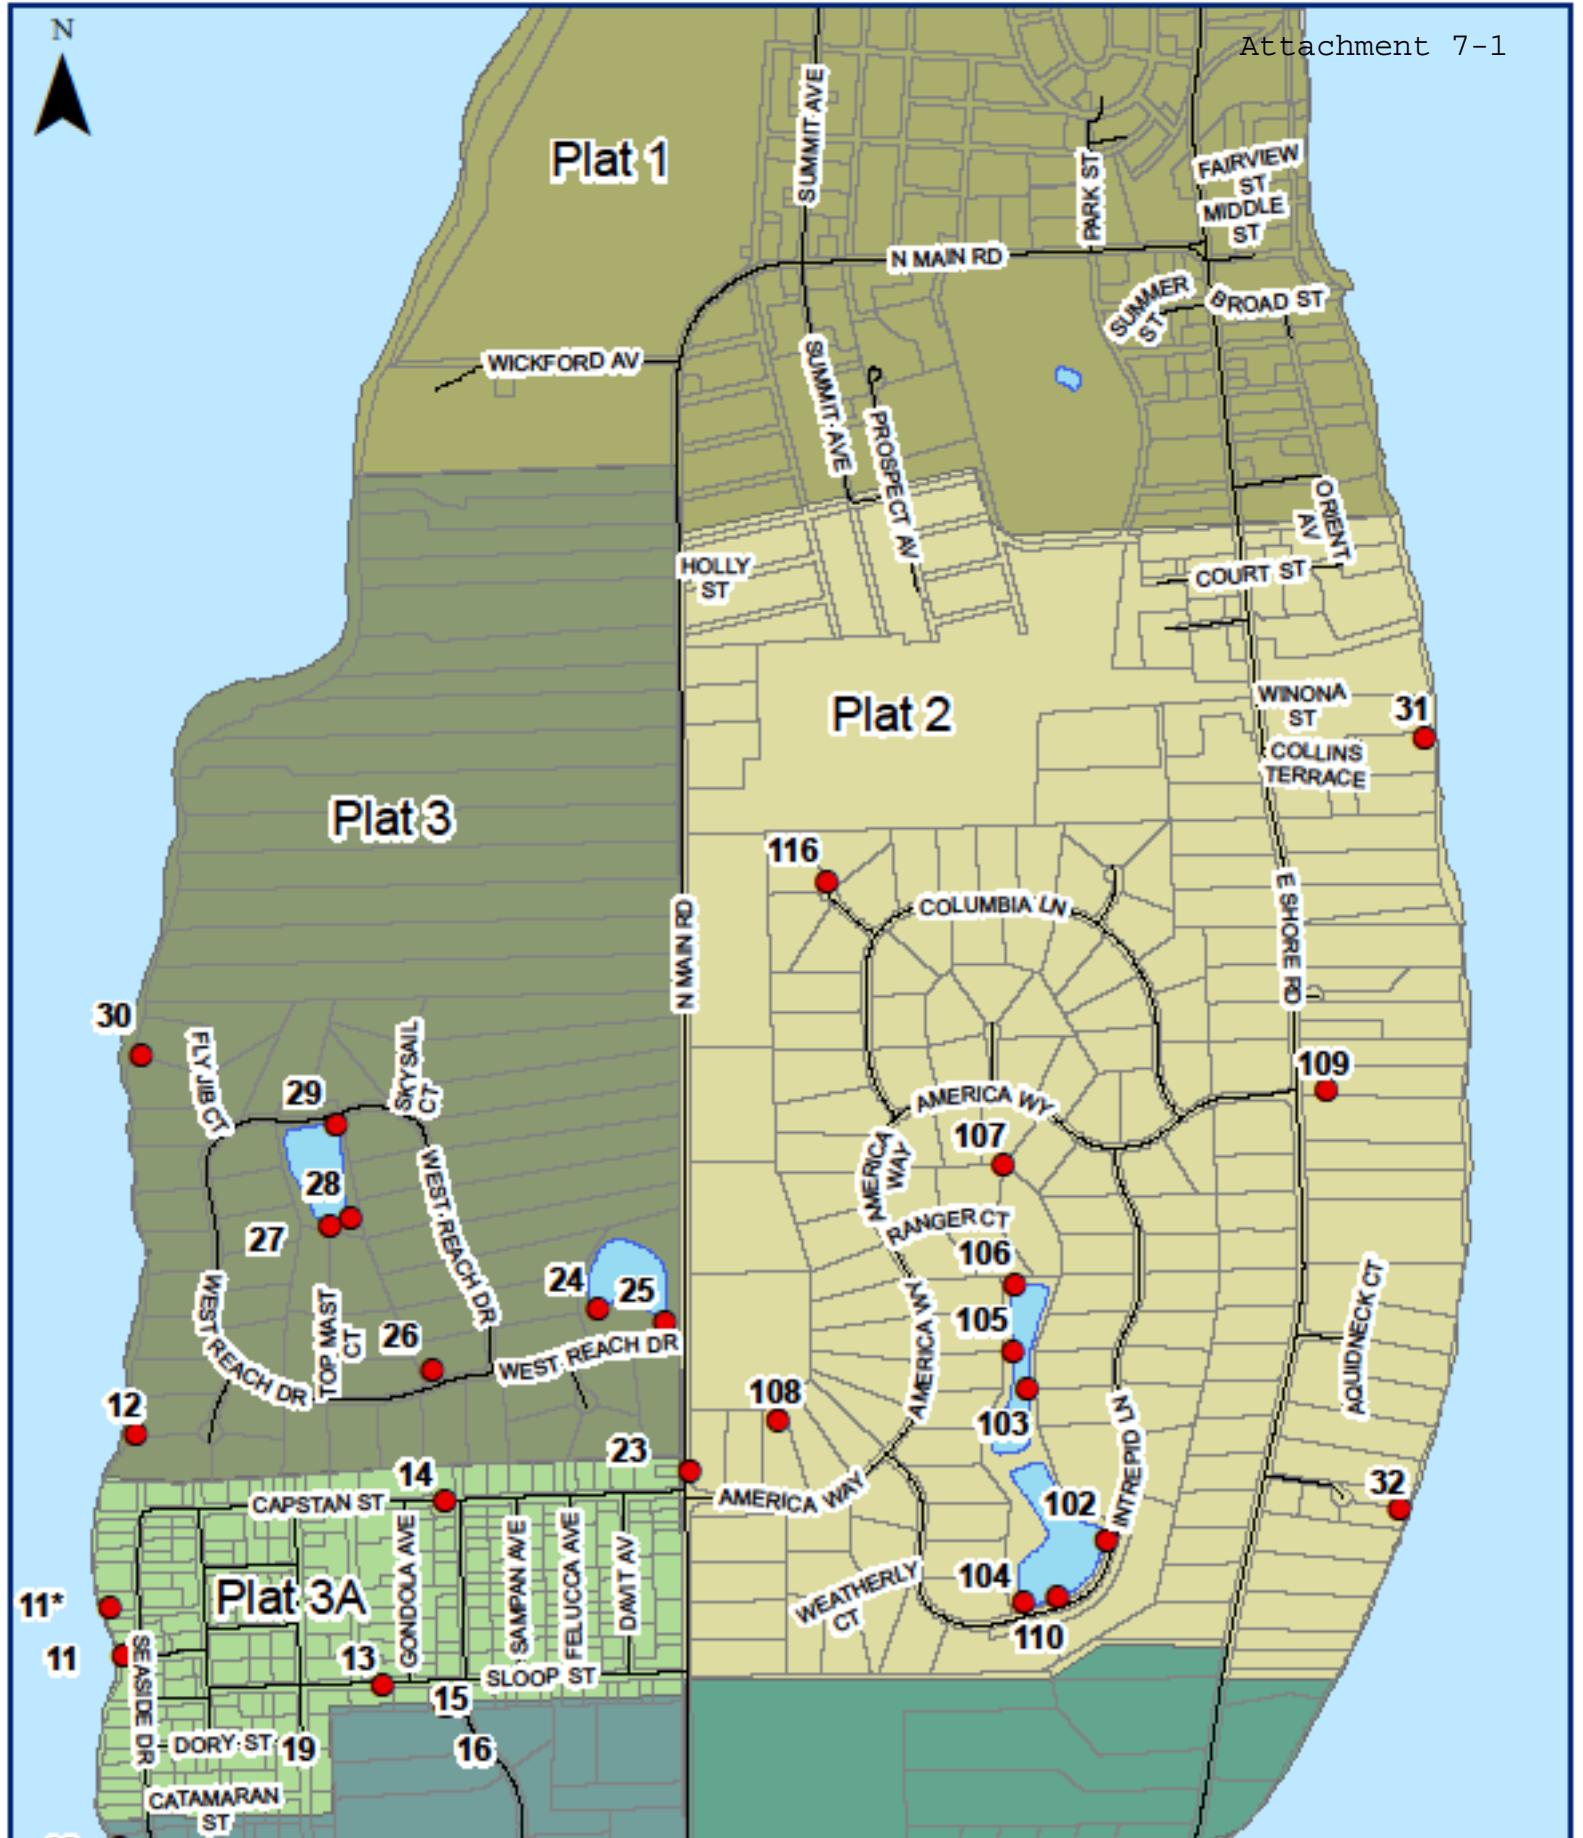 N
Attachment 7-1
SUMMIT AVE
Plat 1
PARK ST
FAIRVIEW
ST
MIDDLE
ST
N MAIN RD
SUMMER
ST
BROAD ST
WICKFORD AV
SUMMIT AVE
PROSPECT AV
ORIENT
AV
HOLLY
ST
COURT ST
WINONA
ST
31
Plat 2
COLLINS
TERRACE
Plat 3
116
COLUMBIA LN
E SHORE RD
N MAIN RD
30
FLY JIB CT
SKYSAIL
CT
29
109
AMERICA WY
107
AMERICA
WAY
28
WEST REACH DR
27
RANGER CT
106
24
25
105
AMERICA WY
AQUIDNECK CT
WEST REACH DR
TOP MAST
CT
26
WEST REACH DR
108
12
103
INTREPID LN
23
14
CAPSTAN ST
AMERICA WAY
32
102
GONDOLA AVE
SAMPAN AVE
FELUCCA AVE
DAVIT AV
104
Plat 3A
11*
WEATHERLY
CT
110
11
SEASIDE DR
13
SLOOP ST
15
DORY ST
19
16
CATAMARAN
ST